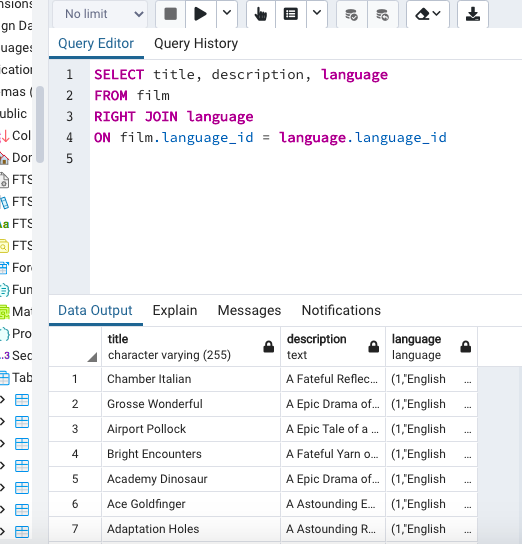 No limit
Query Editor Query History
1 SELECT title, description, language
2 FROM film
3 RIGHT JOIN language
4 ON film.language_id = language.language_id
5
nsions
gn Da
uages
cation
mas (
ublic
Col
Dor
FTS
FTS
Aa FTS
FTS
Fore
Fun
Mat
Pro
..3 Sec
Tab
Data Output Explain Messages Notifications
title description language
character varying (255) text language
1 Chamber Italian A Fateful Reflec... (1,"English ...
2 Grosse Wonderful A Epic Drama of... (1,"English ...
3 Airport Pollock A Epic Tale of a ... (1,"English ...
4 Bright Encounters A Fateful Yarn o... (1,"English ...
5 Academy Dinosaur A Epic Drama of... (1,"English ...
6 Ace Goldfinger A Astounding E... (1,"English ...
7 Adaptation Holes A Astounding R... (1,"English ...